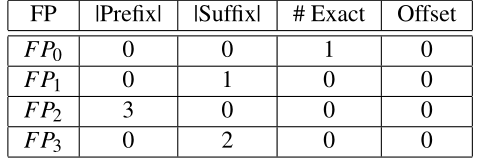 FP |Prefix| |Suffix| # Exact Offset
FP0 0 0 1 0
FP1 0 1 0 0
FP2 3 0 0 0
FP3 0 2 0 0